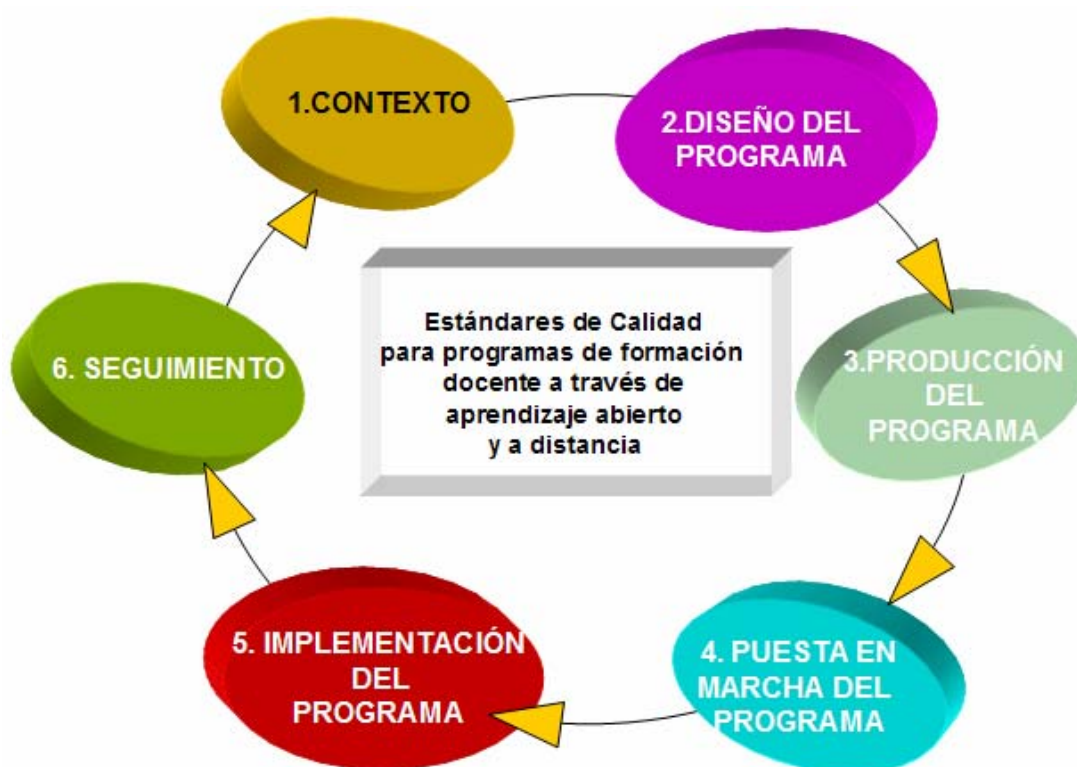 1.CONTEXTO
2.DISEÑO DEL
PROGRAMA
3.PRODUCCIÓN
DEL
PROGRAMA
4. PUESTA EN
MARCHA DEL
PROGRAMA
5. IMPLEMENTACIÓN
DEL
PROGRAMA
6. SEGUIMIENTO
Estándares de Calidad
para programas de formación
docente a través de
aprendizaje abierto
y a distancia